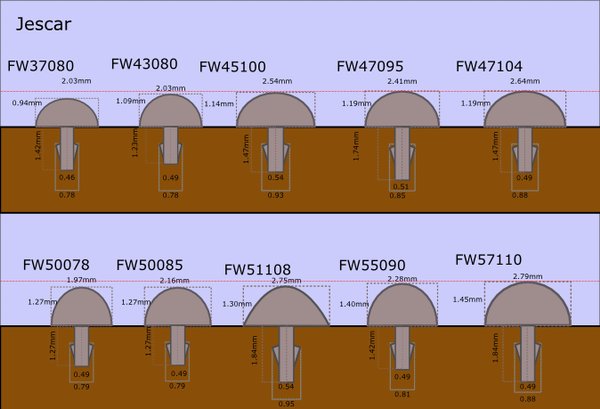 Jescar
FW37080 FW43080 FW45100 FW47095 FW47104
2.03mm 2.03mm 2.54mm 2.41mm 2.64mm
0.94mm 1.09mm 1.14mm 1.19mm 1.19mm
1.42mm 1.23mm 1.47mm 1.74mm 1.47mm
0.46 0.49 0.54 0.51 0.49
0.78 0.78 0.93 0.85 0.88
FW50078 FW50085 FW51108 FW55090 FW57110
1.97mm 2.16mm 2.75mm 2.28mm 2.79mm
1.27mm 1.27mm 1.30mm 1.40mm 1.45mm
1.27mm 1.27mm 1.84mm 1.42mm 1.84mm
0.49 0.49 0.54 0.49 0.49
0.79 0.79 0.95 0.81 0.88